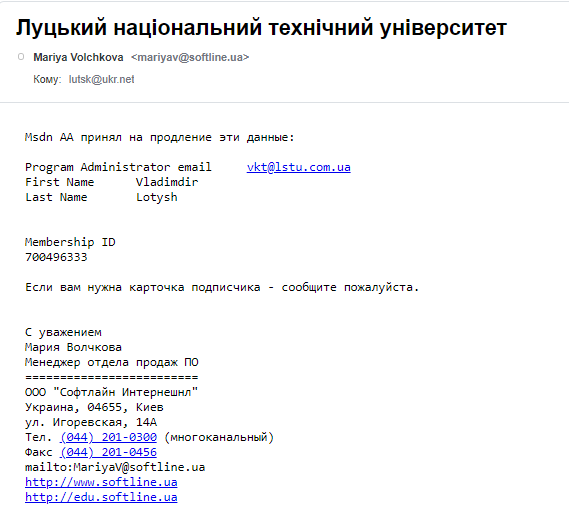 Луцький національний технічний університет
Mariya Volchkova <mariyav@softline.ua>
Кому: lutsk@ukr.net
Msdn AA принял на продление эти данные:
Program Administrator email vkt@lstu.com.ua
First Name Vladimdir
Last Name Lotysh
Membership ID
700496333
Если вам нужна карточка подписчика - сообщите пожалуйста.
С уважением
Мария Волчкова
Менеджер отдела продаж ПО
=========================
ООО "Софтлайн Интернешнл"
Украина, 04655, Киев
ул. Игоревская, 14А
Тел. (044) 201-0300 (многоканальный)
Факс (044) 201-0456
mailto:MariyaV@softline.ua
http://www.softline.ua
http://edu.softline.ua